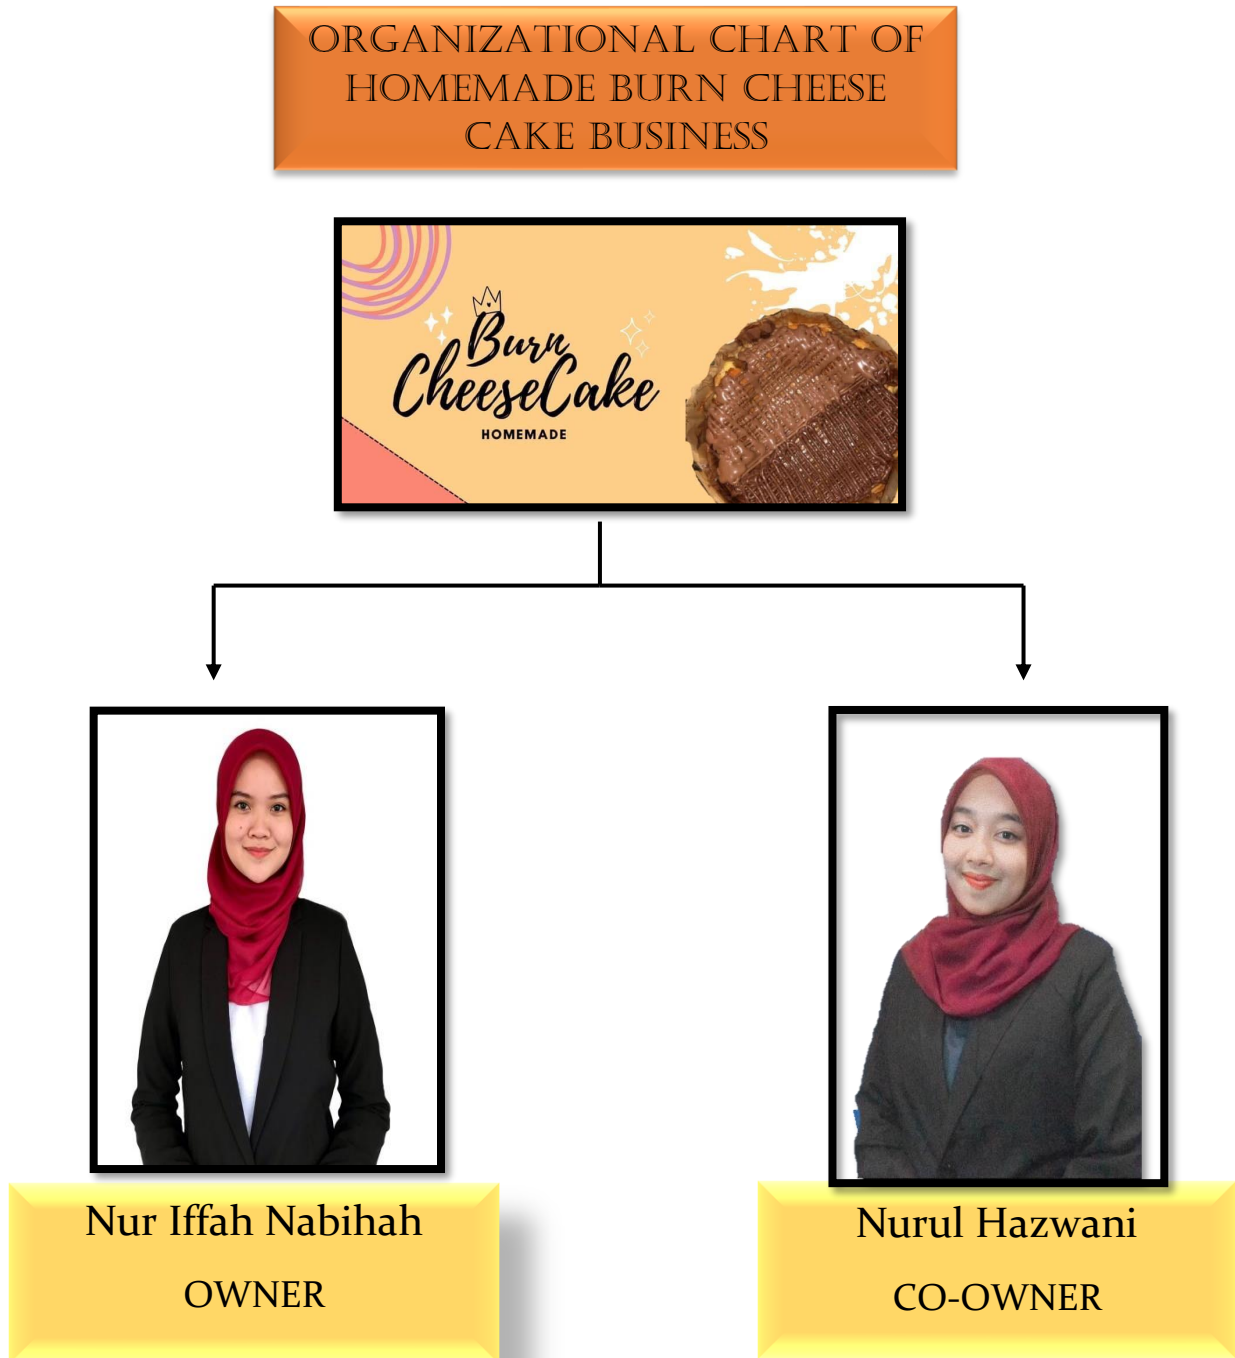 ORGANIZATIONAL CHART OF
HOMEMADE BURN CHEESE
CAKE BUSINESS
Burn
CheeseCake
HOMEMADE
Nur Iffah Nabihah
OWNER
Nurul Hazwani
CO-OWNER